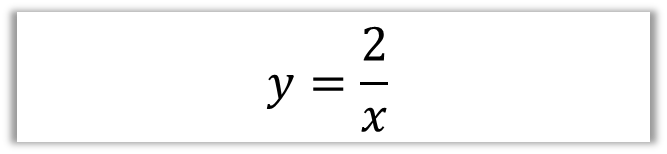 y = 2/x